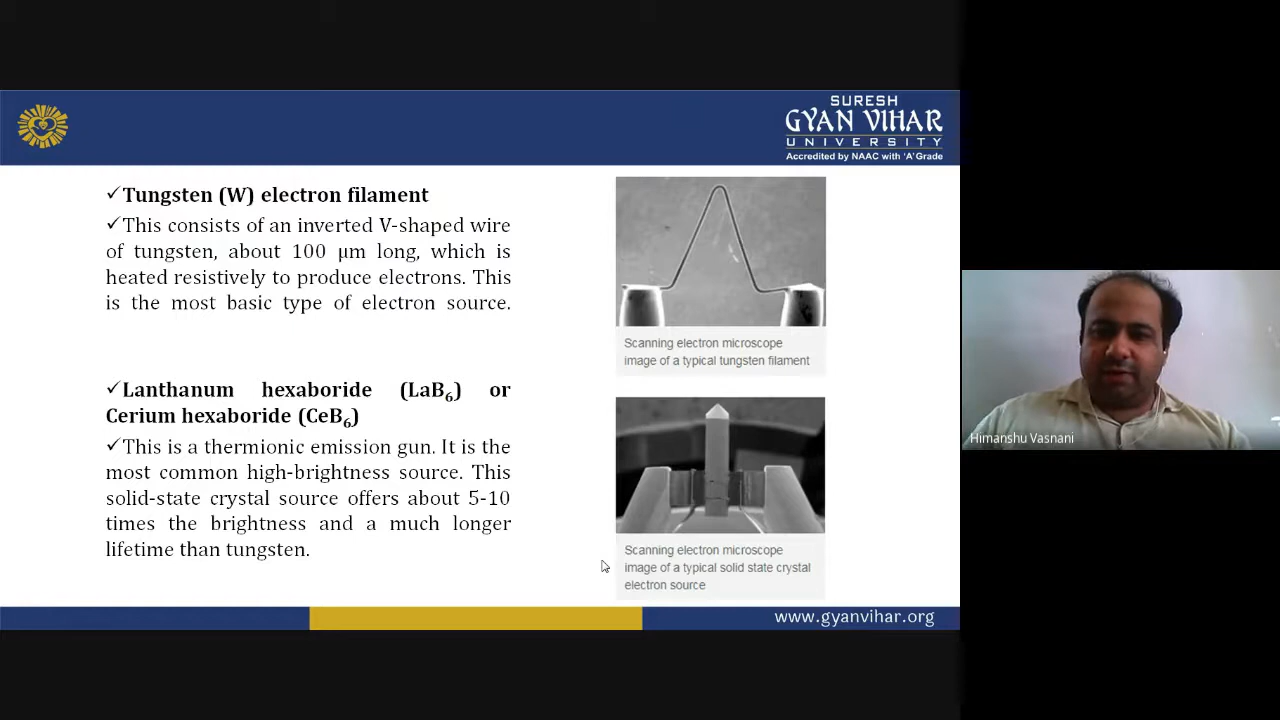 SURESH
GYAN VIHAR
UNIVERSITY
Accredited by NAAC with 'A' Grade
✓Tungsten (W) electron filament
✓This consists of an inverted V-shaped wire
of tungsten, about 100 µm long, which is
heated resistively to produce electrons. This
is the most basic type of electron source.
Scanning electron microscope
image of a typical tungsten filament
✓Lanthanum hexaboride (LaB₆) or
Cerium hexaboride (CeB₆)
✓This is a thermionic emission gun. It is the
most common high-brightness source. This
solid-state crystal source offers about 5-10
times the brightness and a much longer
lifetime than tungsten.
Scanning electron microscope
image of a typical solid state crystal
electron source
www.gyanvihar.org
Himanshu Vasnani